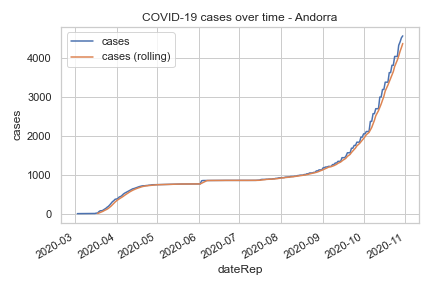 COVID-19 cases over time - Andorra
cases
cases (rolling)
cases
4000
3000
2000
1000
0
2020-03
2020-04
2020-05
2020-06
2020-07
2020-08
2020-09
2020-10
2020-11
dateRep